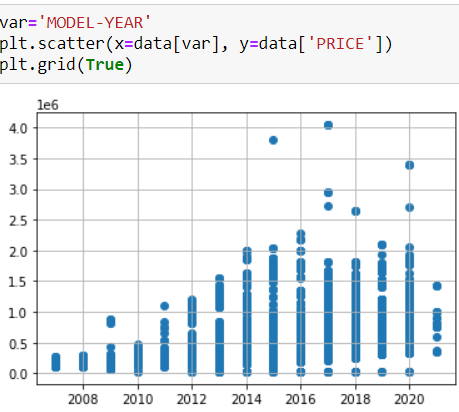 var='MODEL-YEAR'
plt.scatter(x=data[var], y=data['PRICE'])
plt.grid(True)
1e6
4.0
3.5
3.0
2.5
2.0
1.5
1.0
0.5
0.0
2008 2010 2012 2014 2016 2018 2020